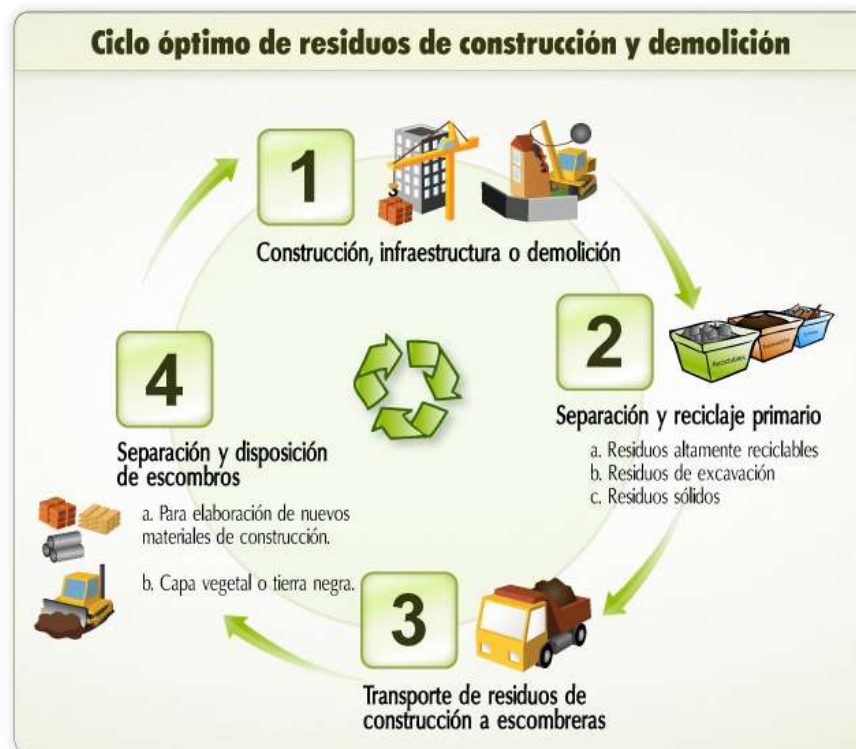 Ciclo óptimo de residuos de construcción y demolición
1
Construcción, infraestructura o demolición
2
Reciclables
Separación y reciclaje primario
a. Residuos altamente reciclables
b. Residuos de excavación
c. Residuos sólidos
3
Transporte de residuos de
construcción a escombreras
4
Separación y disposición
de escombros
a. Para elaboración de nuevos
materiales de construcción.
b. Capa vegetal o tierra negra.